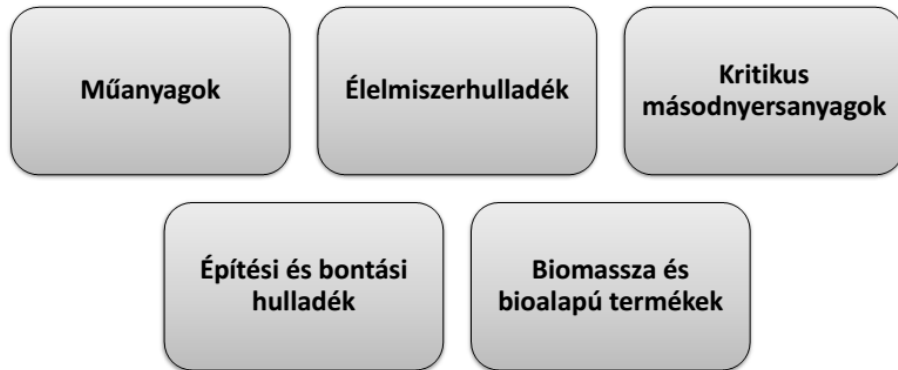 Műanyagok
Élelmiszerhulladék
Kritikus
másodnyersanyagok
Építési és bontási
hulladék
Biomassza és
bioalapú termékek